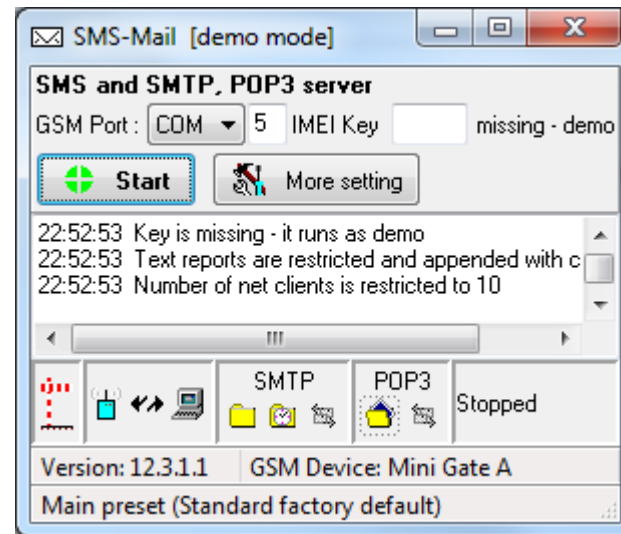 SMS-Mail [demo mode]
SMS and SMTP, POP3 server
GSM Port : COM 5 IMEI Key missing - demo
Start More setting
22:52:53 Key is missing - it runs as demo
22:52:53 Text reports are restricted and appended with c
22:52:53 Number of net clients is restricted to 10
SMTP POP3
Stopped
Version: 12.3.1.1 GSM Device: Mini Gate A
Main preset (Standard factory default)